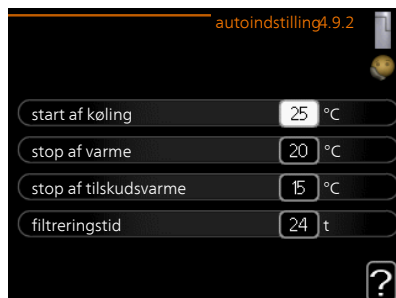 autoindstilling4.9.2
start af køling 25 °C
stop af varme 20 °C
stop af tilskudsvarme 15 °C
filtreringstid 24 t
?